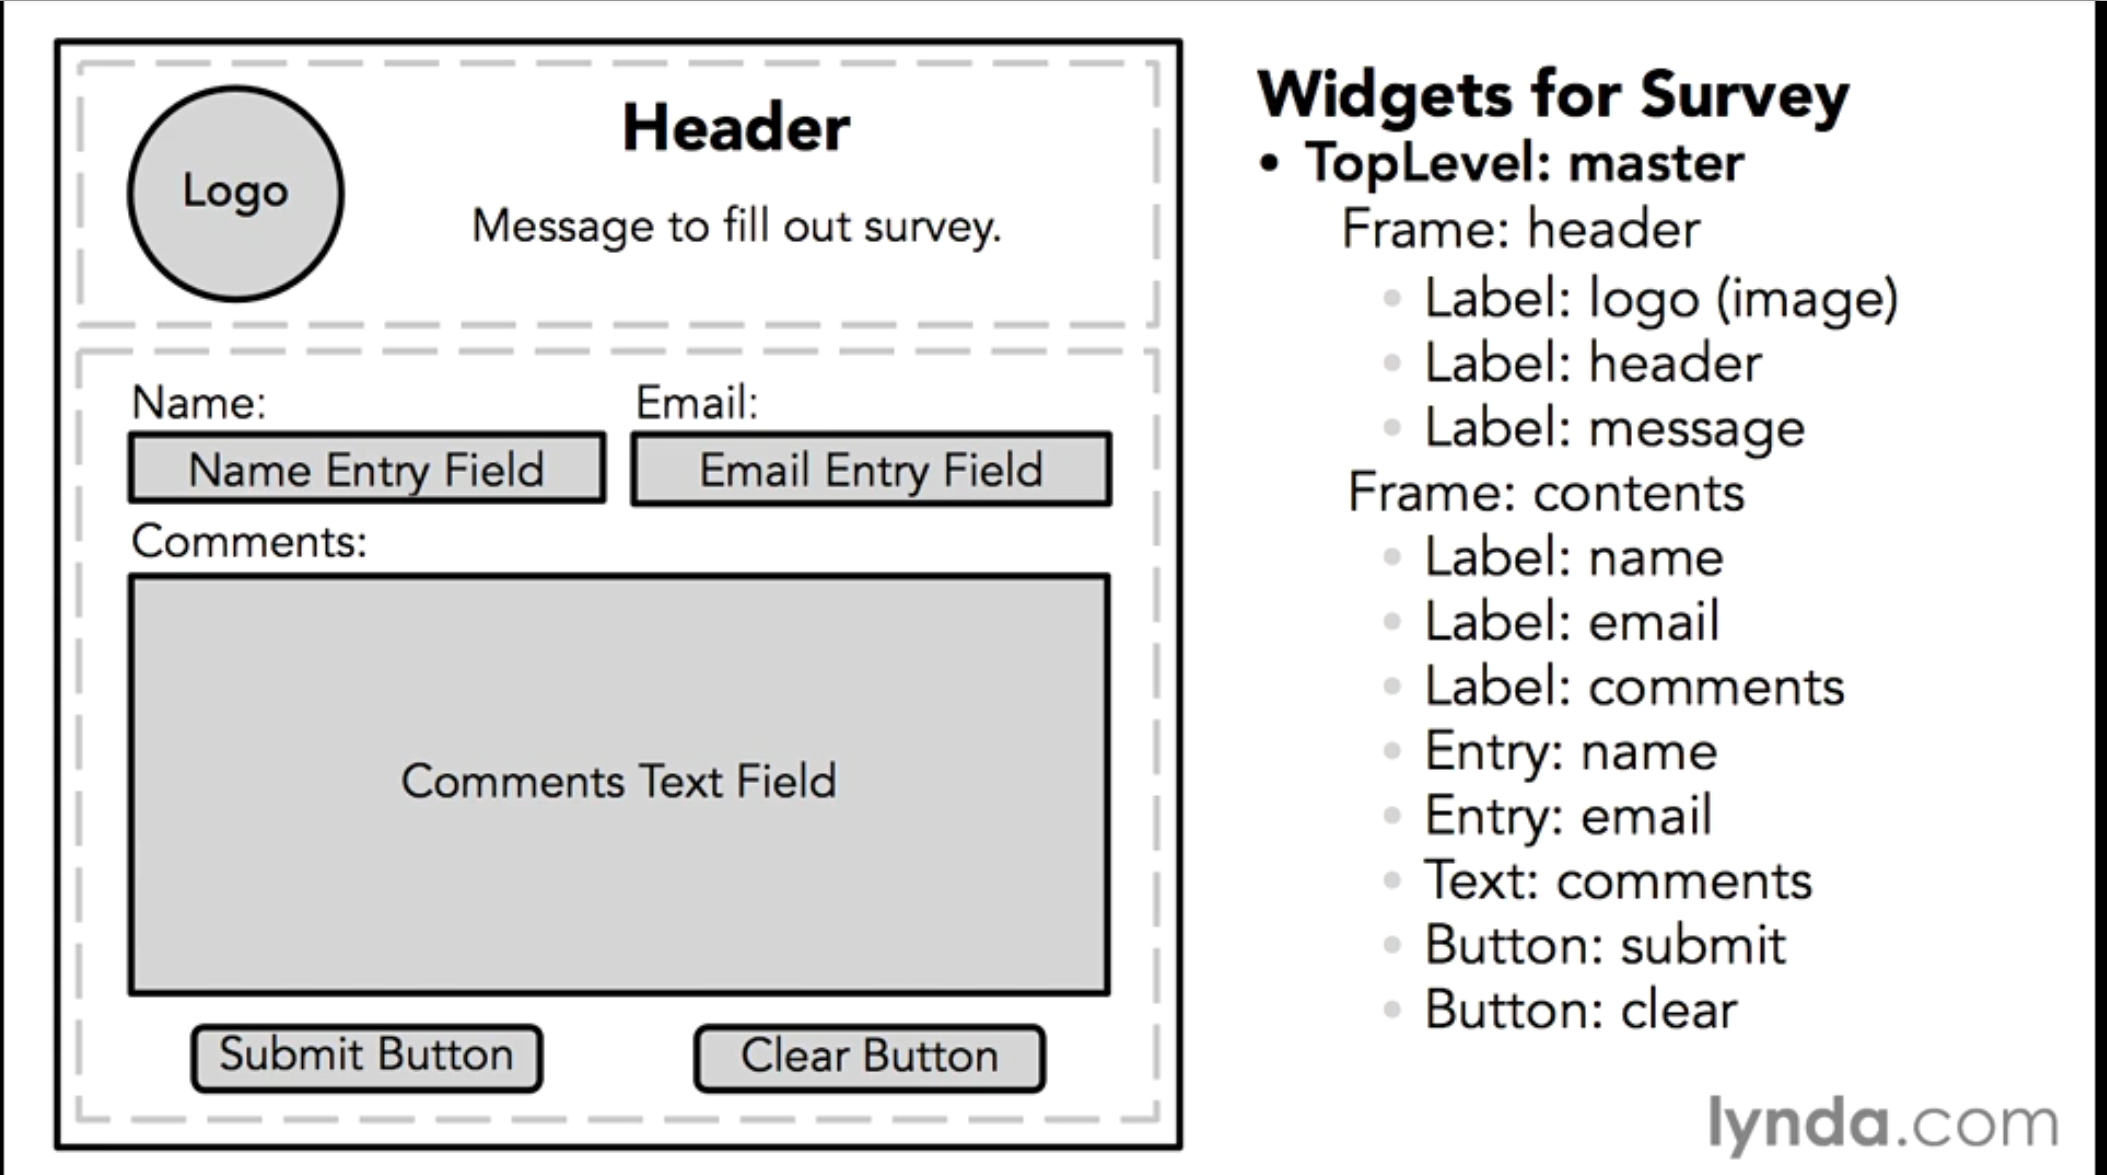 Logo
Header
Message to fill out survey.
Name:
Email:
Name Entry Field
Email Entry Field
Comments:
Comments Text Field
Submit Button
Clear Button
Widgets for Survey
• TopLevel: master
Frame: header
• Label: logo (image)
• Label: header
• Label: message
Frame: contents
• Label: name
• Label: email
• Label: comments
• Entry: name
• Entry: email
• Text: comments
• Button: submit
• Button: clear
lynda.com